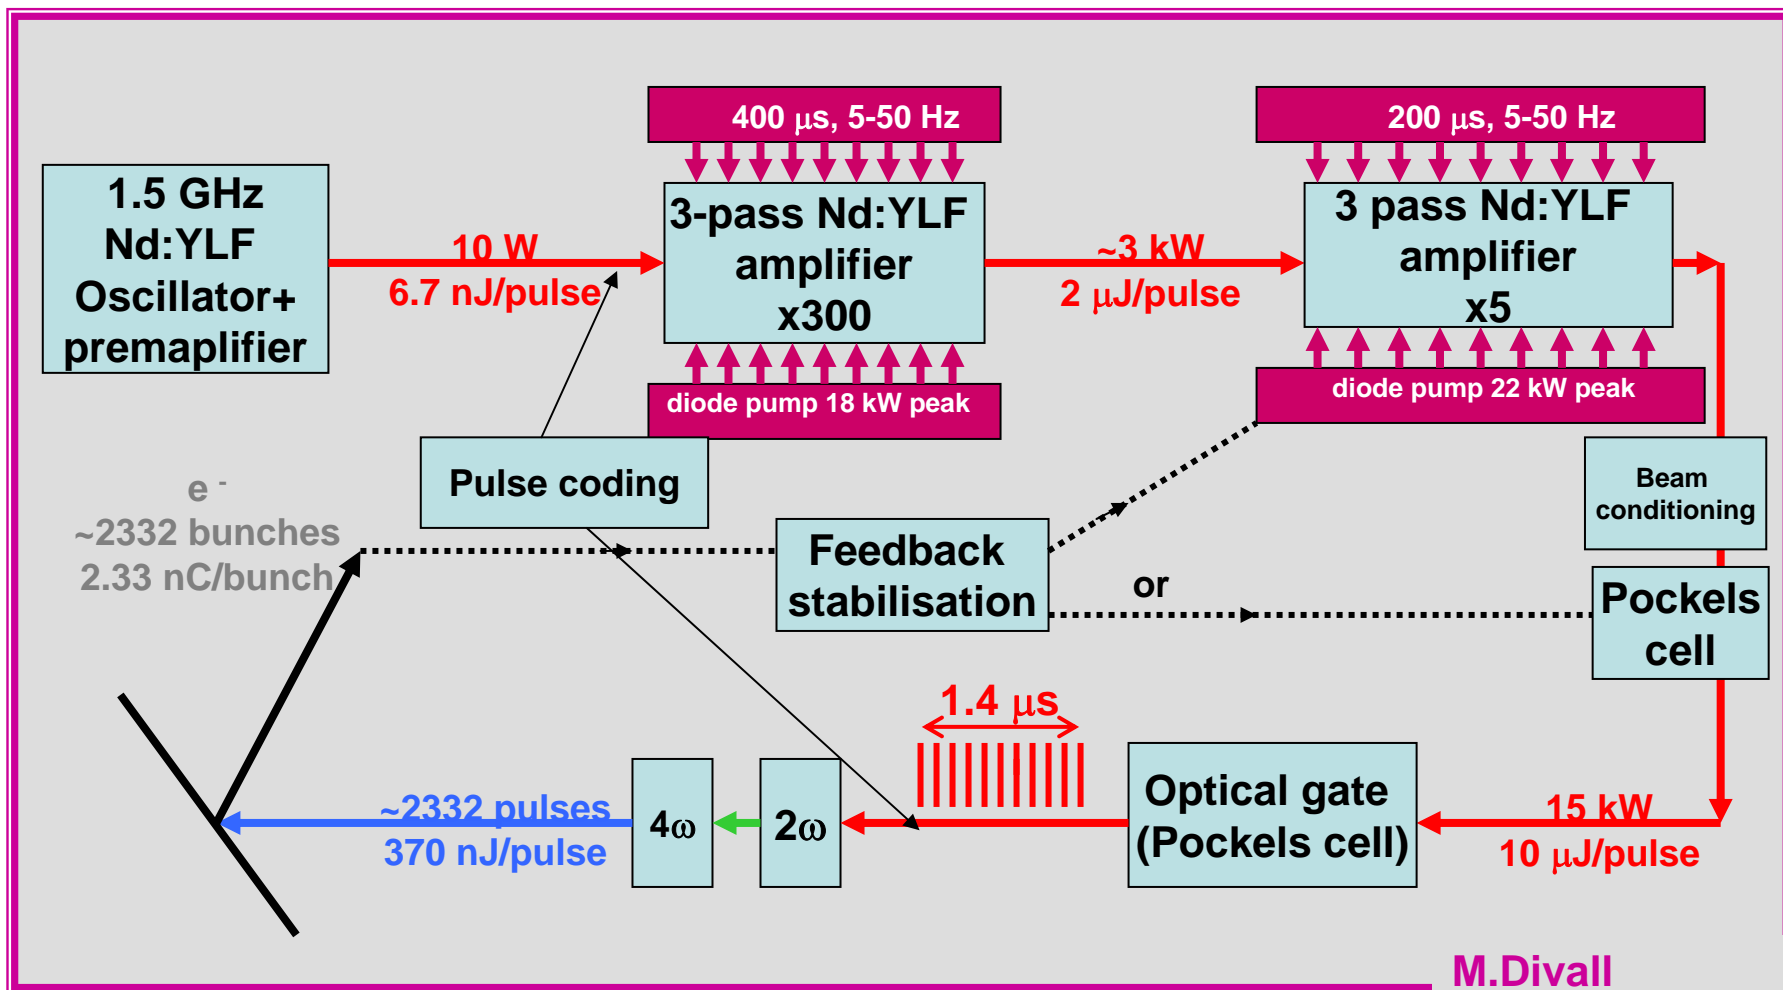 400 μs, 5-50 Hz
200 μs, 5-50 Hz
1.5 GHz
Nd:YLF
Oscillator+
premaplifier
10 W
6.7 nJ/pulse
3-pass Nd:YLF
amplifier
x300
~3 kW
2 μJ/pulse
3 pass Nd:YLF
amplifier
x5
diode pump 18 kW peak
diode pump 22 kW peak
Pulse coding
Beam
conditioning
e -
~2332 bunches
2.33 nC/bunch
Feedback
stabilisation
or
Pockels
cell
1.4 μs
~2332 pulses
370 nJ/pulse
4ω
2ω
Optical gate
(Pockels cell)
15 kW
10 μJ/pulse
M.Divall